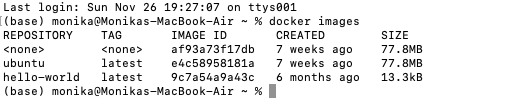 Last login: Sun Nov 26 19:27:07 on ttys001
(base) monika@Monikas-MacBook-Air ~ % docker images
REPOSITORY TAG IMAGE ID CREATED SIZE
<none> <none> af93a73f17db 7 weeks ago 77.8MB
ubuntu latest e4c58958181a 7 weeks ago 77.8MB
hello-world latest 9c7a54a9a43c 6 months ago 13.3kB
(base) monika@Monikas-MacBook-Air ~ %